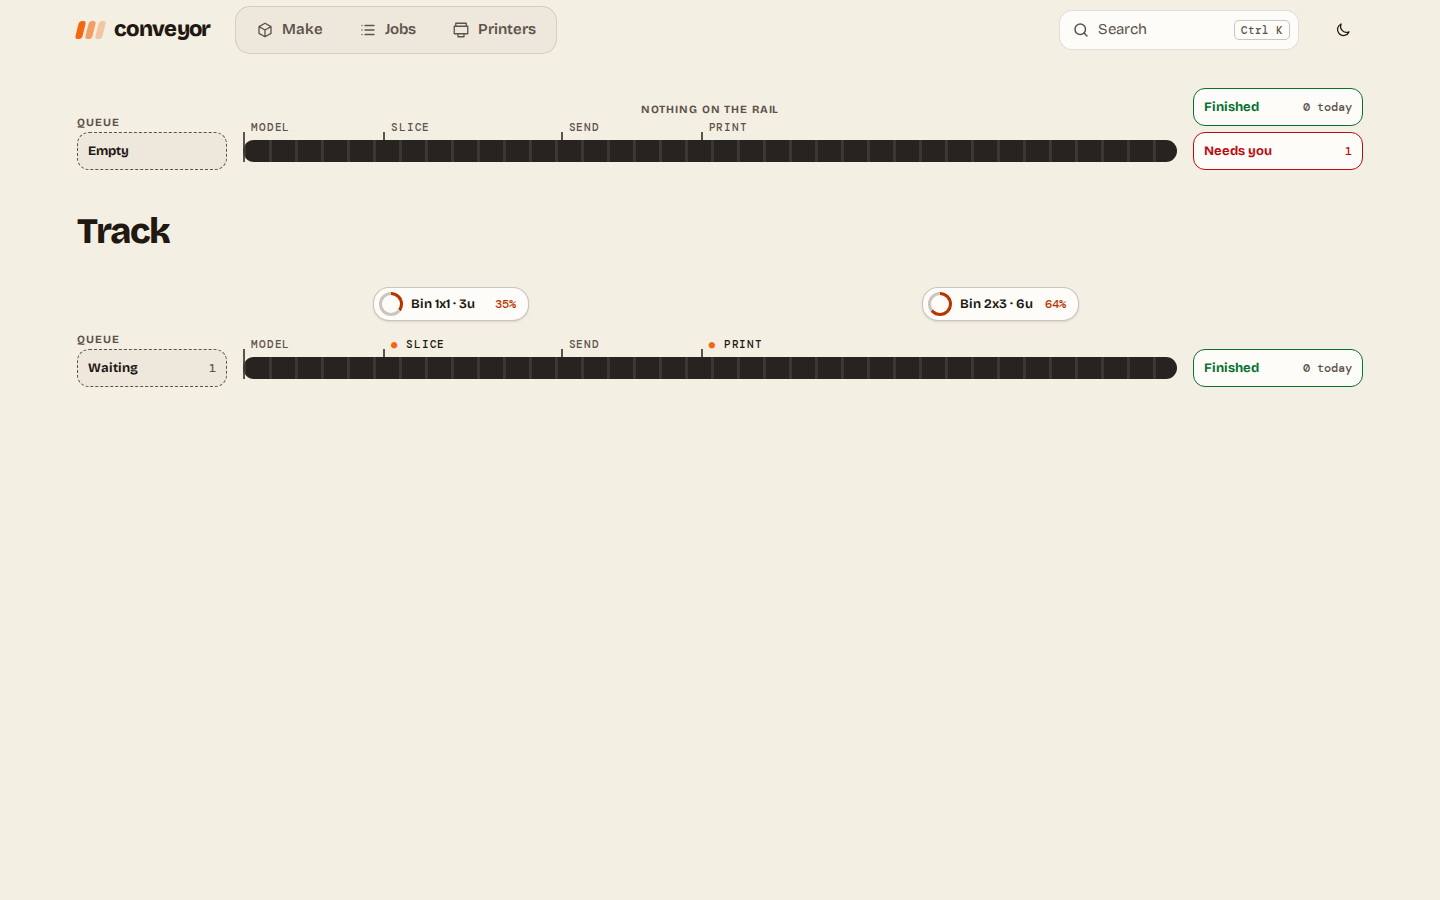 conveyor
Make
Jobs
Printers
Search
Ctrl K
NOTHING ON THE RAIL
Finished 0 today
QUEUE
MODEL
SLICE
SEND
PRINT
Empty
Needs you 1
Track
Bin 1x1 · 3u 35%
Bin 2x3 · 6u 64%
QUEUE
MODEL
SLICE
SEND
PRINT
Waiting 1
Finished 0 today